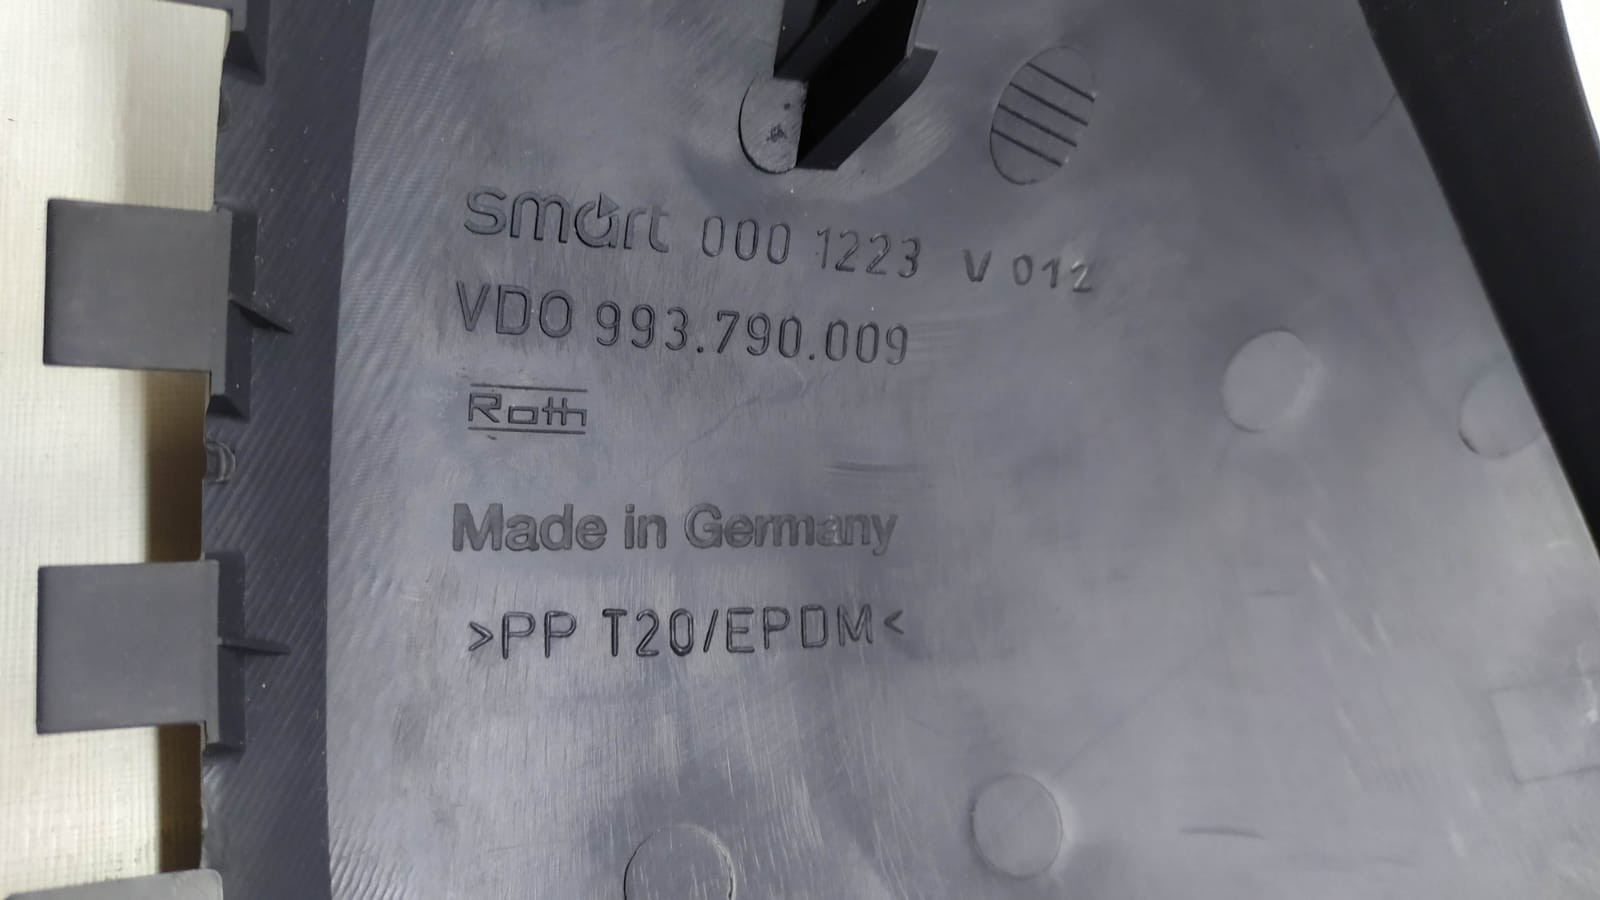 smart 000 1223 V 012
VDO 993.790.009
Roth
Made in Germany
>PP T20/EPDM<